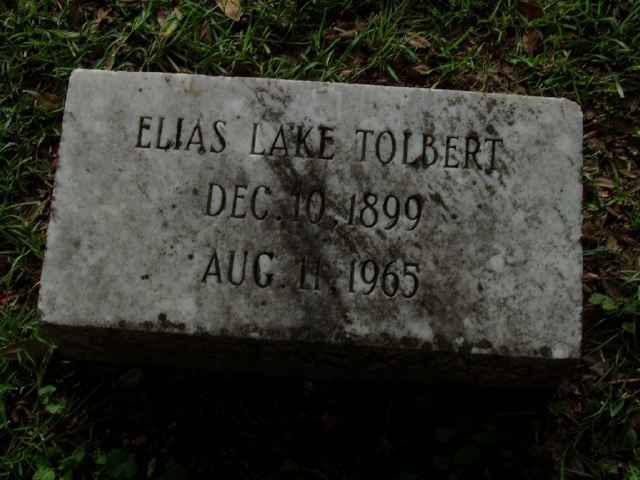 ELIAS LAKE TOLBERT
DEC. 10, 1899
AUG. 11, 1965